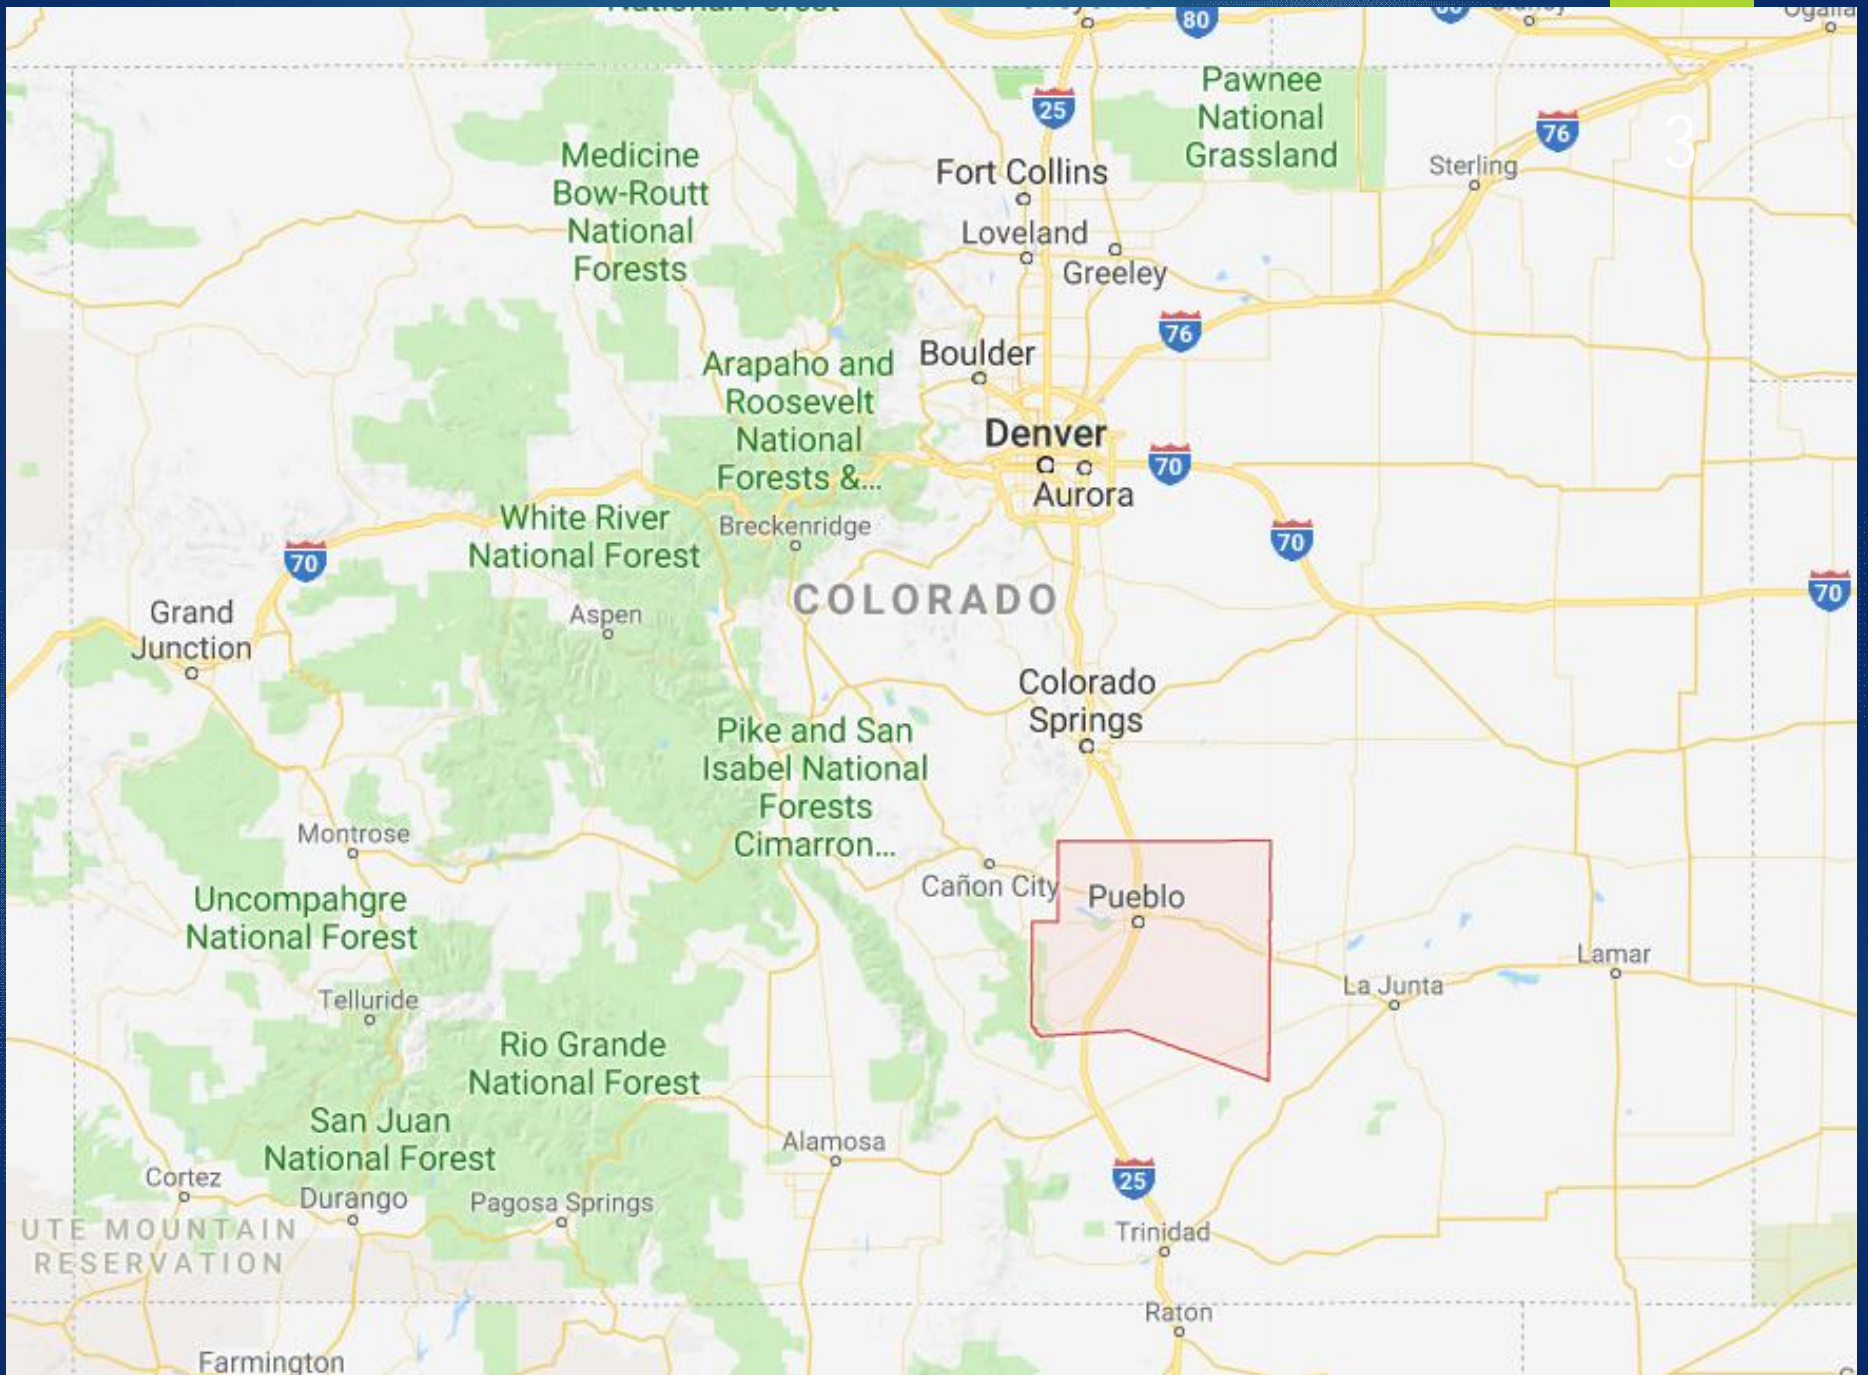 National Forest
80
Ogalla
25
Pawnee
National
Grassland
76
3
Sterling
Medicine
Bow-Routt
National
Forests
Fort Collins
Loveland
Greeley
76
Arapaho and
Roosevelt
National
Forests &...
Boulder
Denver
Aurora
70
70
70
70
White River
National Forest
Breckenridge
COLORADO
Aspen
Grand
Junction
Colorado
Springs
Pike and San
Isabel National
Forests
Cimarron...
Montrose
Cañon City
Pueblo
Uncompahgre
National Forest
Lamar
La Junta
Telluride
Rio Grande
National Forest
San Juan
National Forest
Alamosa
25
Cortez
Durango
Pagosa Springs
UTE MOUNTAIN
RESERVATION
Trinidad
Raton
Farmington